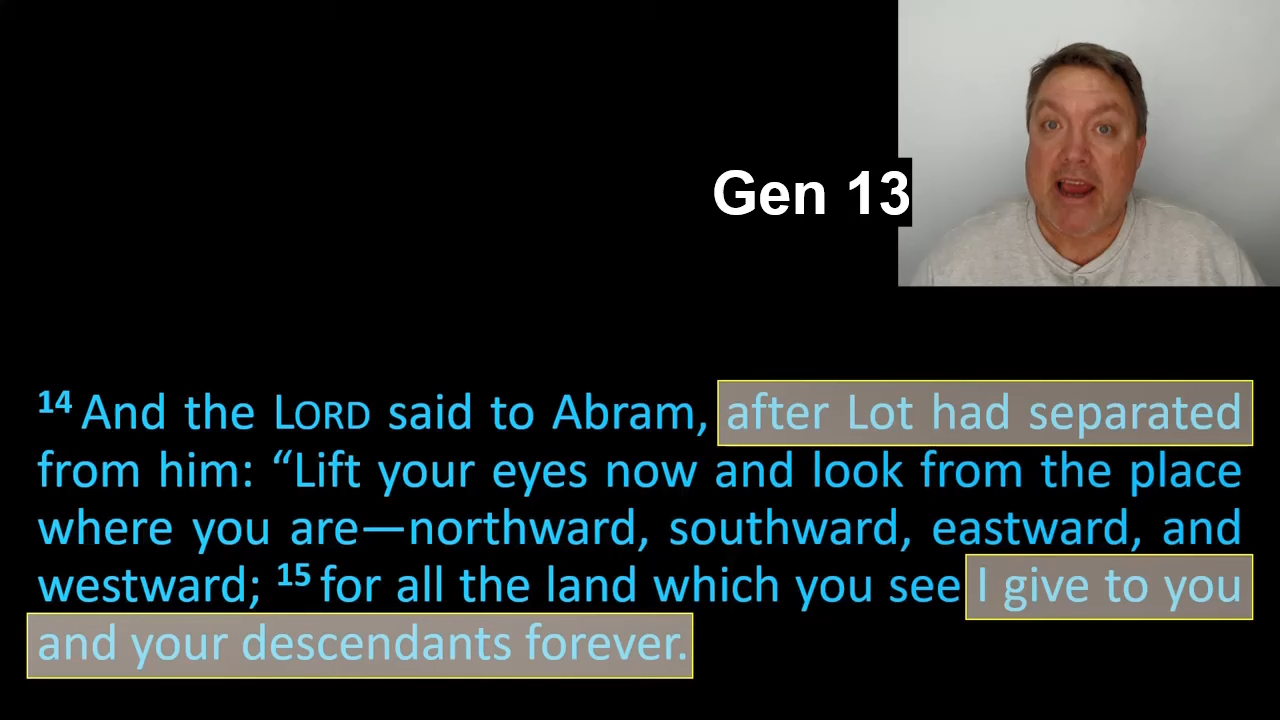 Gen 13
14 And the LORD said to Abram, after Lot had separated
from him: “Lift your eyes now and look from the place
where you are—northward, southward, eastward, and
westward; 15 for all the land which you see I give to you
and your descendants forever.